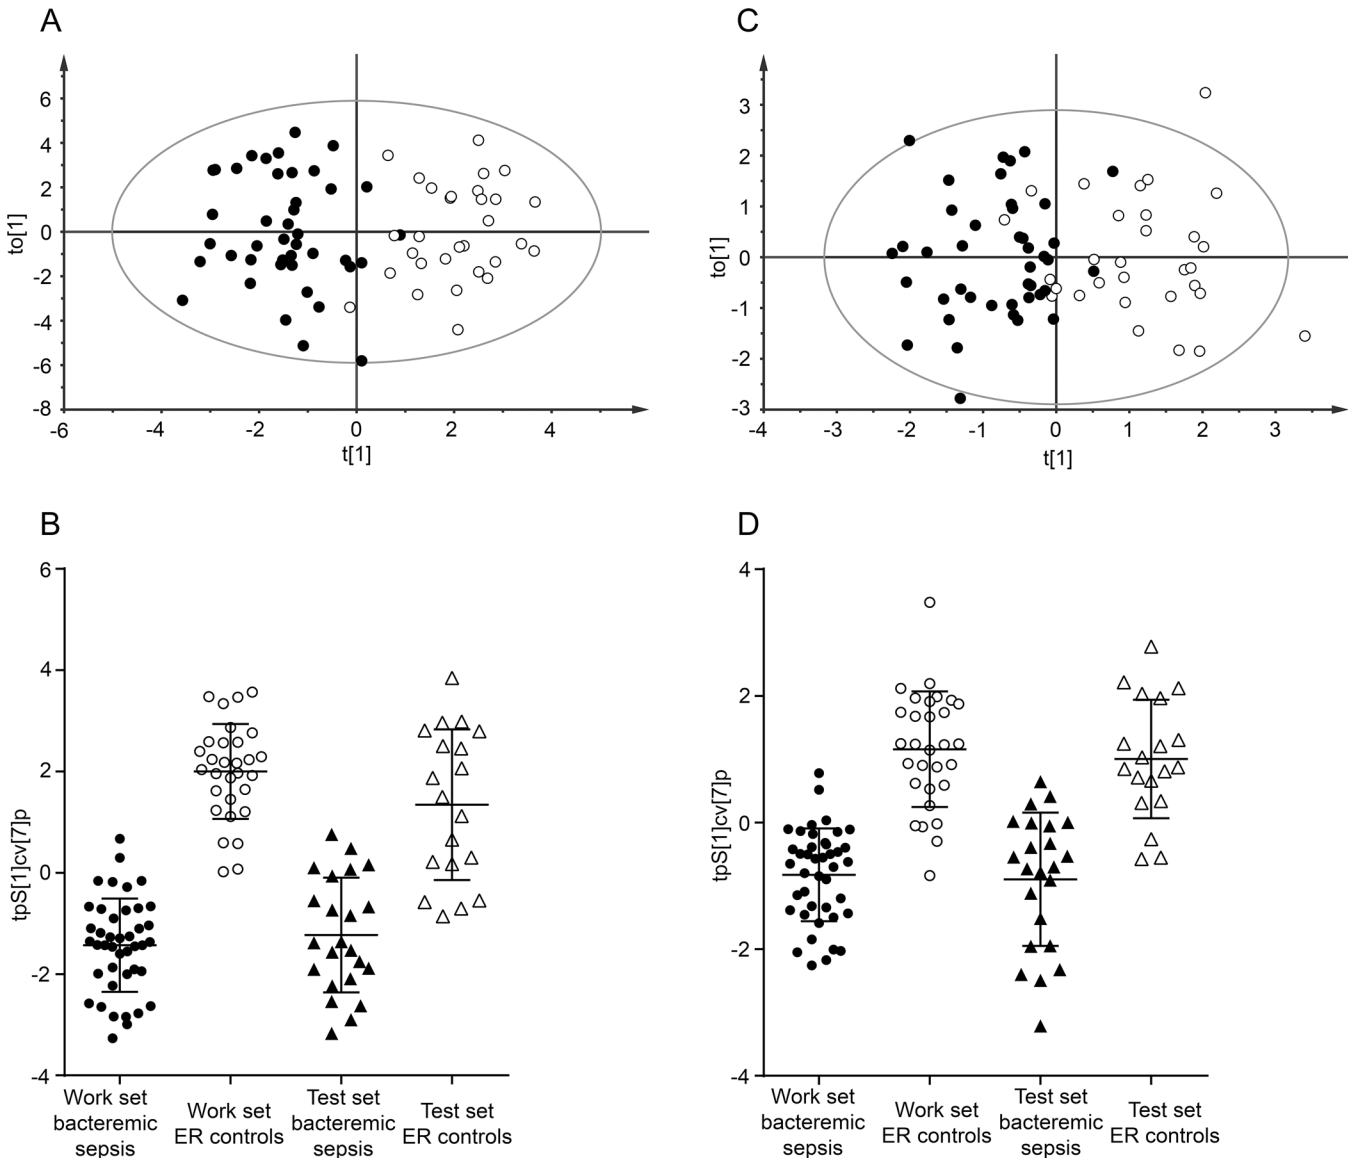 A
6
4
2
0
-2
-4
-6
-8
to[1]
-6
-4
-2
0
2
4
t[1]
C
3
2
1
0
-1
-2
-3
to[1]
-4
-3
-2
-1
0
1
2
3
t[1]
B
6
4
2
0
-2
-4
tpS[1]cv[7]p
Work set
bacteremic
sepsis
Work set
ER controls
Test set
bacteremic
sepsis
Test set
ER controls
D
4
2
0
-2
-4
tpS[1]cv[7]p
Work set
bacteremic
sepsis
Work set
ER controls
Test set
bacteremic
sepsis
Test set
ER controls